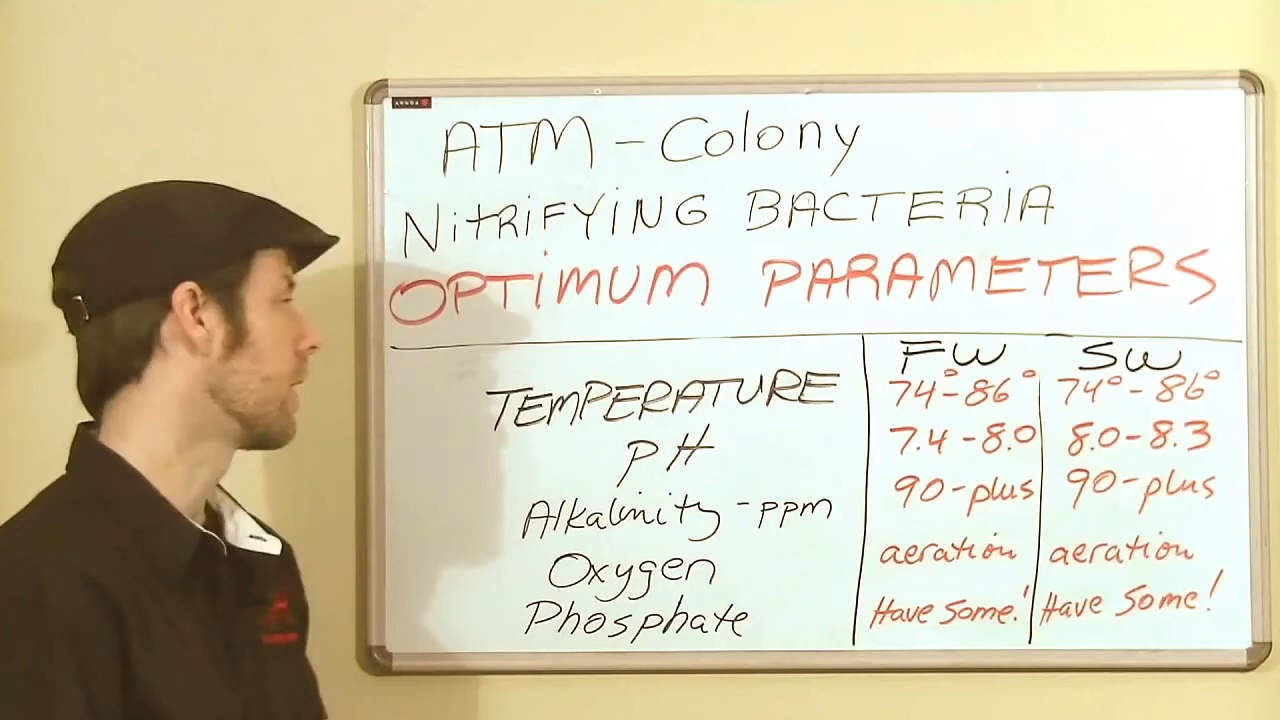 ATM - Colony
NiTRiFYiNG BACTERiA
OPTiMUM PARAMETERS
FW SW
TEMPERATURE 74°-86° 74°-86°
PH 7.4-8.0 8.0-8.3
Alkalinity - ppm 90-plus 90-plus
Oxygen aeration aeration
Phosphate Have Some! Have Some!